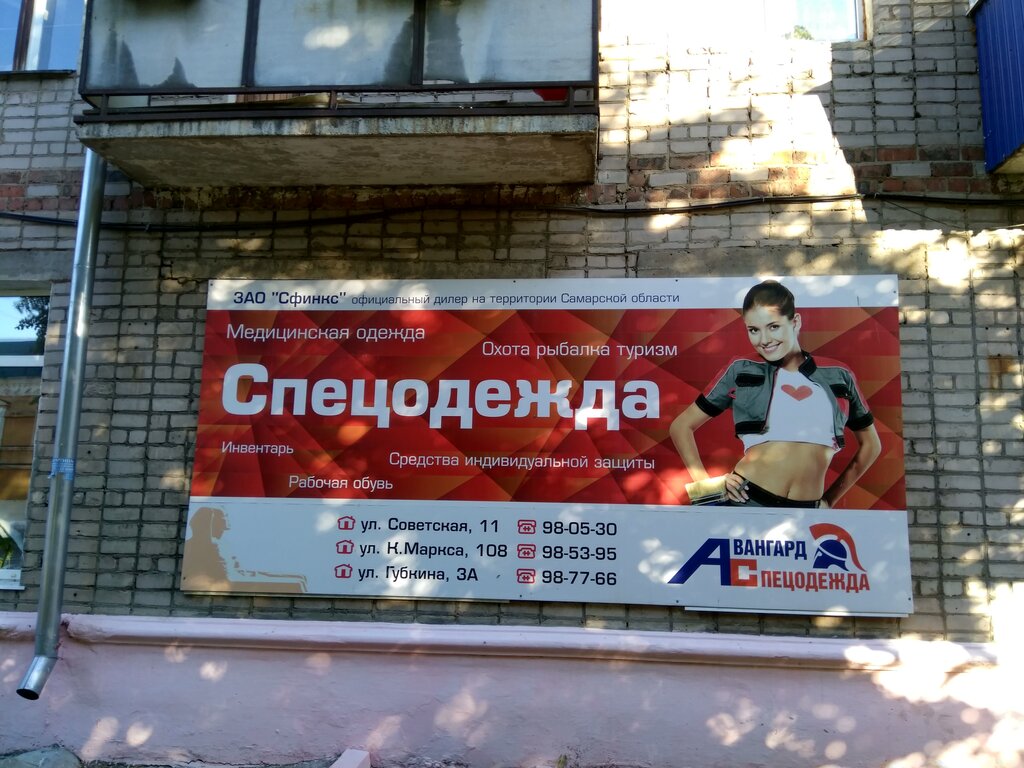 ЗАО "Сфинкс" официальный дилер на территории Самарской области
Медицинская одежда
Охота рыбалка туризм
Спецодежда
Инвентарь
Средства индивидуальной защиты
Рабочая обувь
ул. Советская, 11 98-05-30
ул. К.Маркса, 108 98-53-95
ул. Губкина, 3А 98-77-66
АВАНГАРД
СПЕЦОДЕЖДА